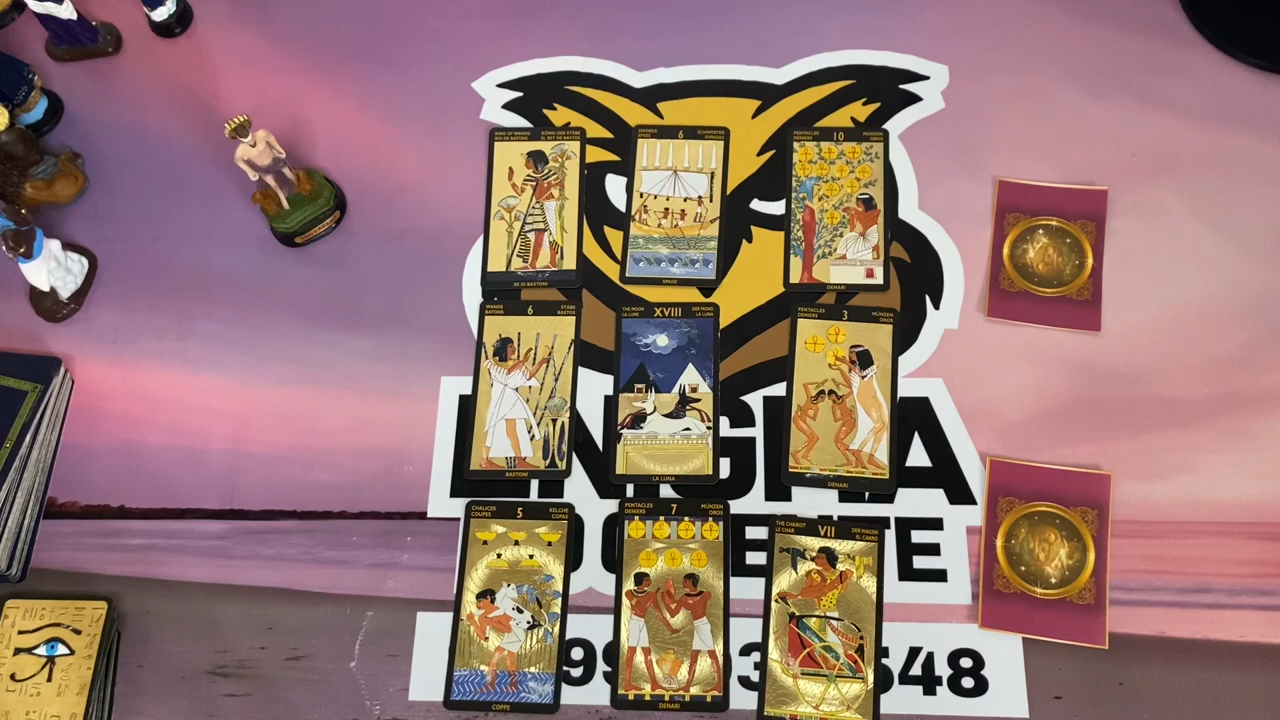 KING OF WANDS KÖNIG DER STÄBE
ROI DE BATONS EL REY DE BASTOS
RE DI BASTONI
SWORDS 6 SCHWERTER
EPEES ESPADAS
SPADE
PENTACLES 10 MÜNZEN
DENIERS OROS
DENARI
WANDS 6 STÄBE
BATONS BASTOS
BASTONI
THE MOON XVIII DER MOND
LA LUNE LA LUNA
LA LUNA
PENTACLES 3 MÜNZEN
DENIERS OROS
DENARI
CHALICES 5 KELCHE
COUPES COPAS
COPPE
PENTACLES 7 MÜNZEN
DENIERS OROS
DENARI
THE CHARIOT VII DER WAGEN
LE CHAR EL CARRO
548